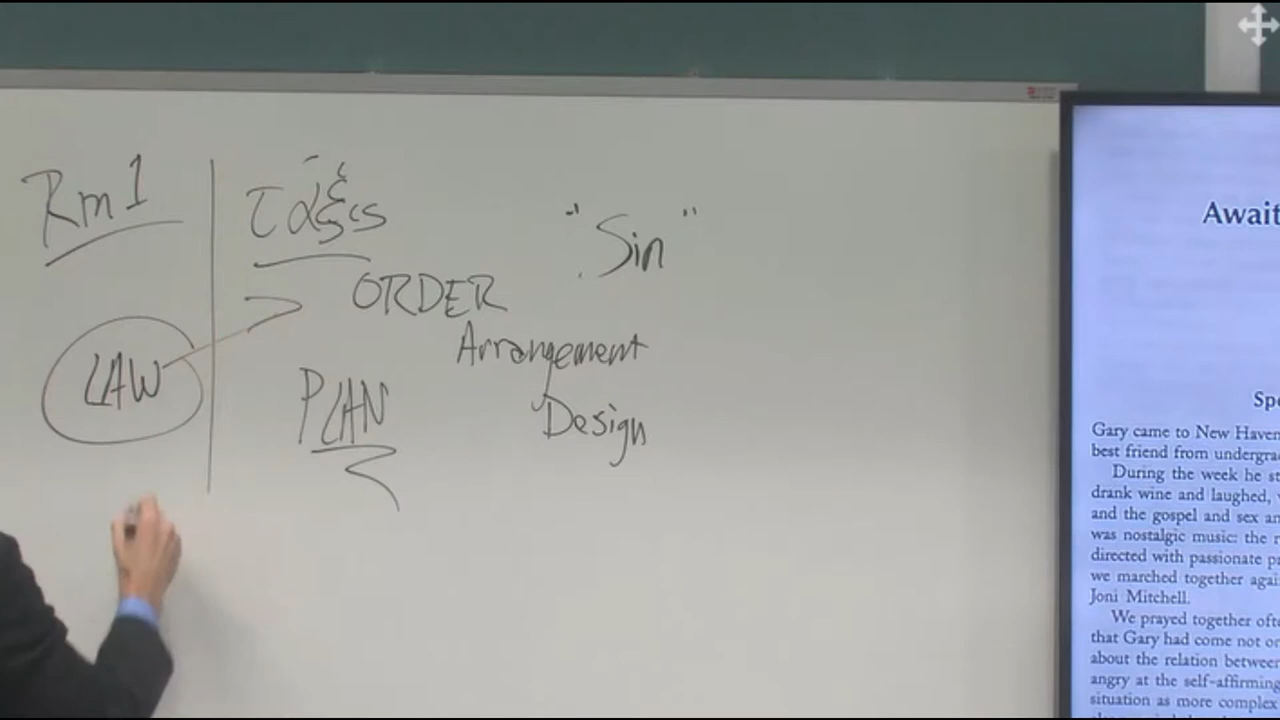 Rm 1
LAW
τάξις
"Sin"
ORDER
Arrangement
PLAN
Design
Await
Spe
Gary came to New Haven
best friend from undergra
During the week he st
drank wine and laughed,
and the gospel and sex an
was nostalgic music: the r
directed with passionate p
we marched together agai
Joni Mitchell.
We prayed together ofte
that Gary had come not on
about the relation between
angry at the self-affirming
situation as more complex